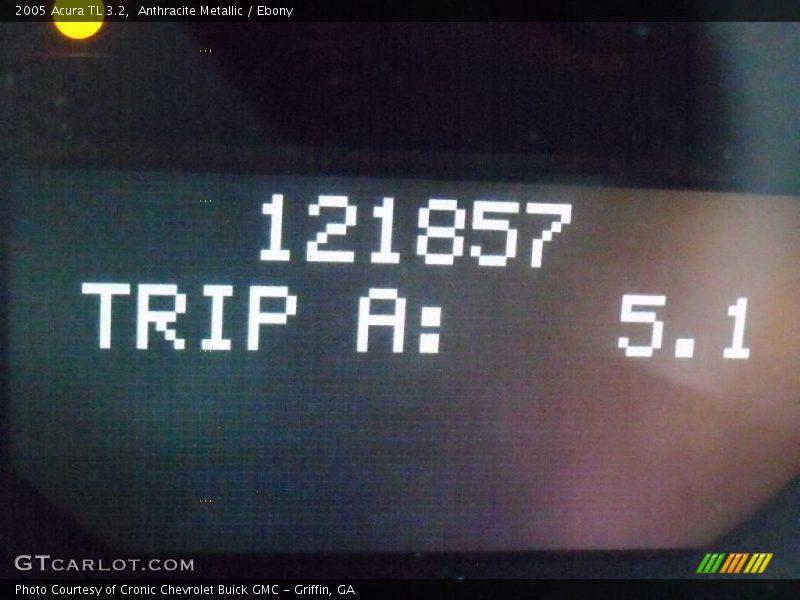 2005 Acura TL 3.2,  Anthracite Metallic / Ebony
121857
TRIP A: 5.1
GTCARLOT.COM
Photo Courtesy of Cronic Chevrolet Buick GMC – Griffin, GA